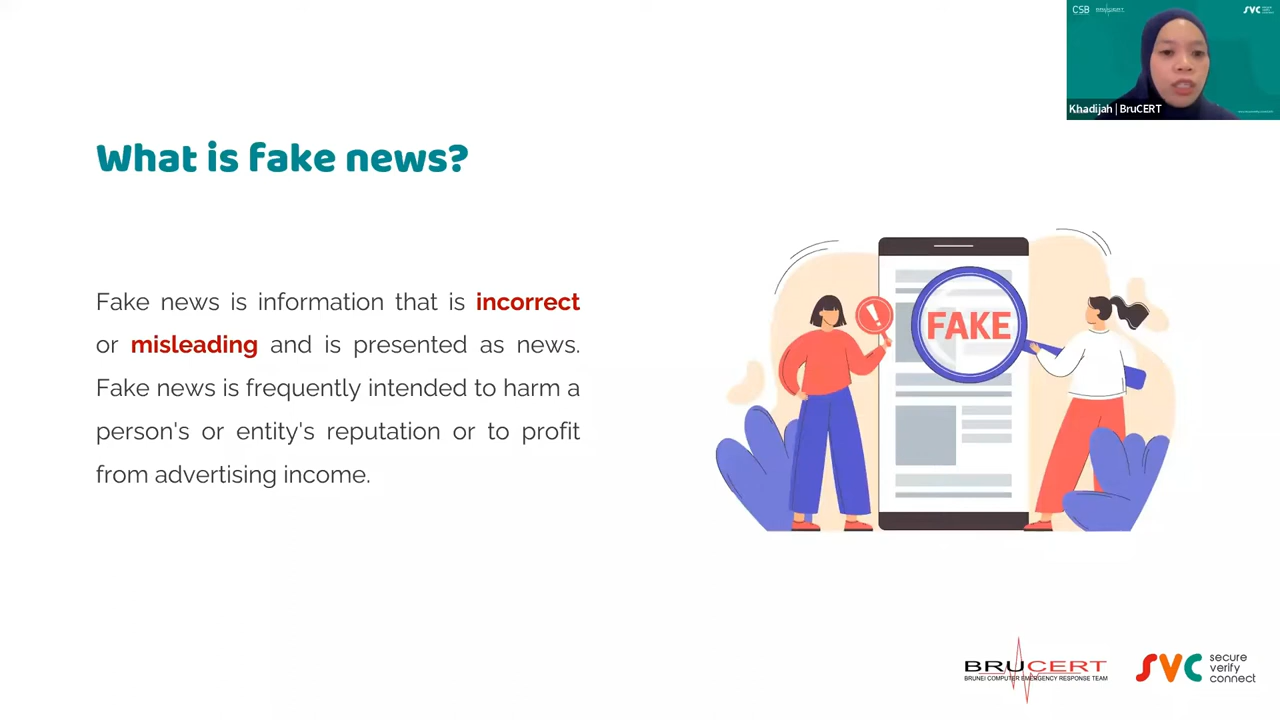 CSB
BRUCERT
SVC
Khadijah | BruCERT
What is fake news?
Fake news is information that is incorrect
or misleading and is presented as news.
Fake news is frequently intended to harm a
person's or entity's reputation or to profit
from advertising income.
!
FAKE
BRUCERT
BRUNEI COMPUTER EMERGENCY RESPONSE TEAM
SVC
secure
verify
connect